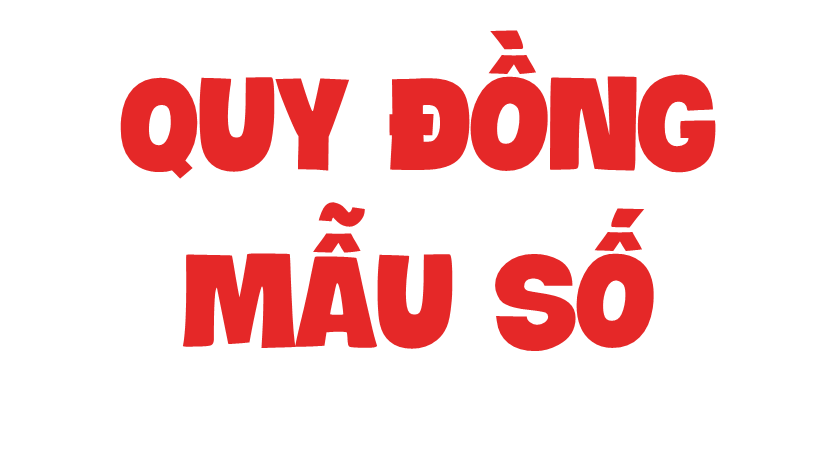 QUY ĐỒNG
MẪU SỐ